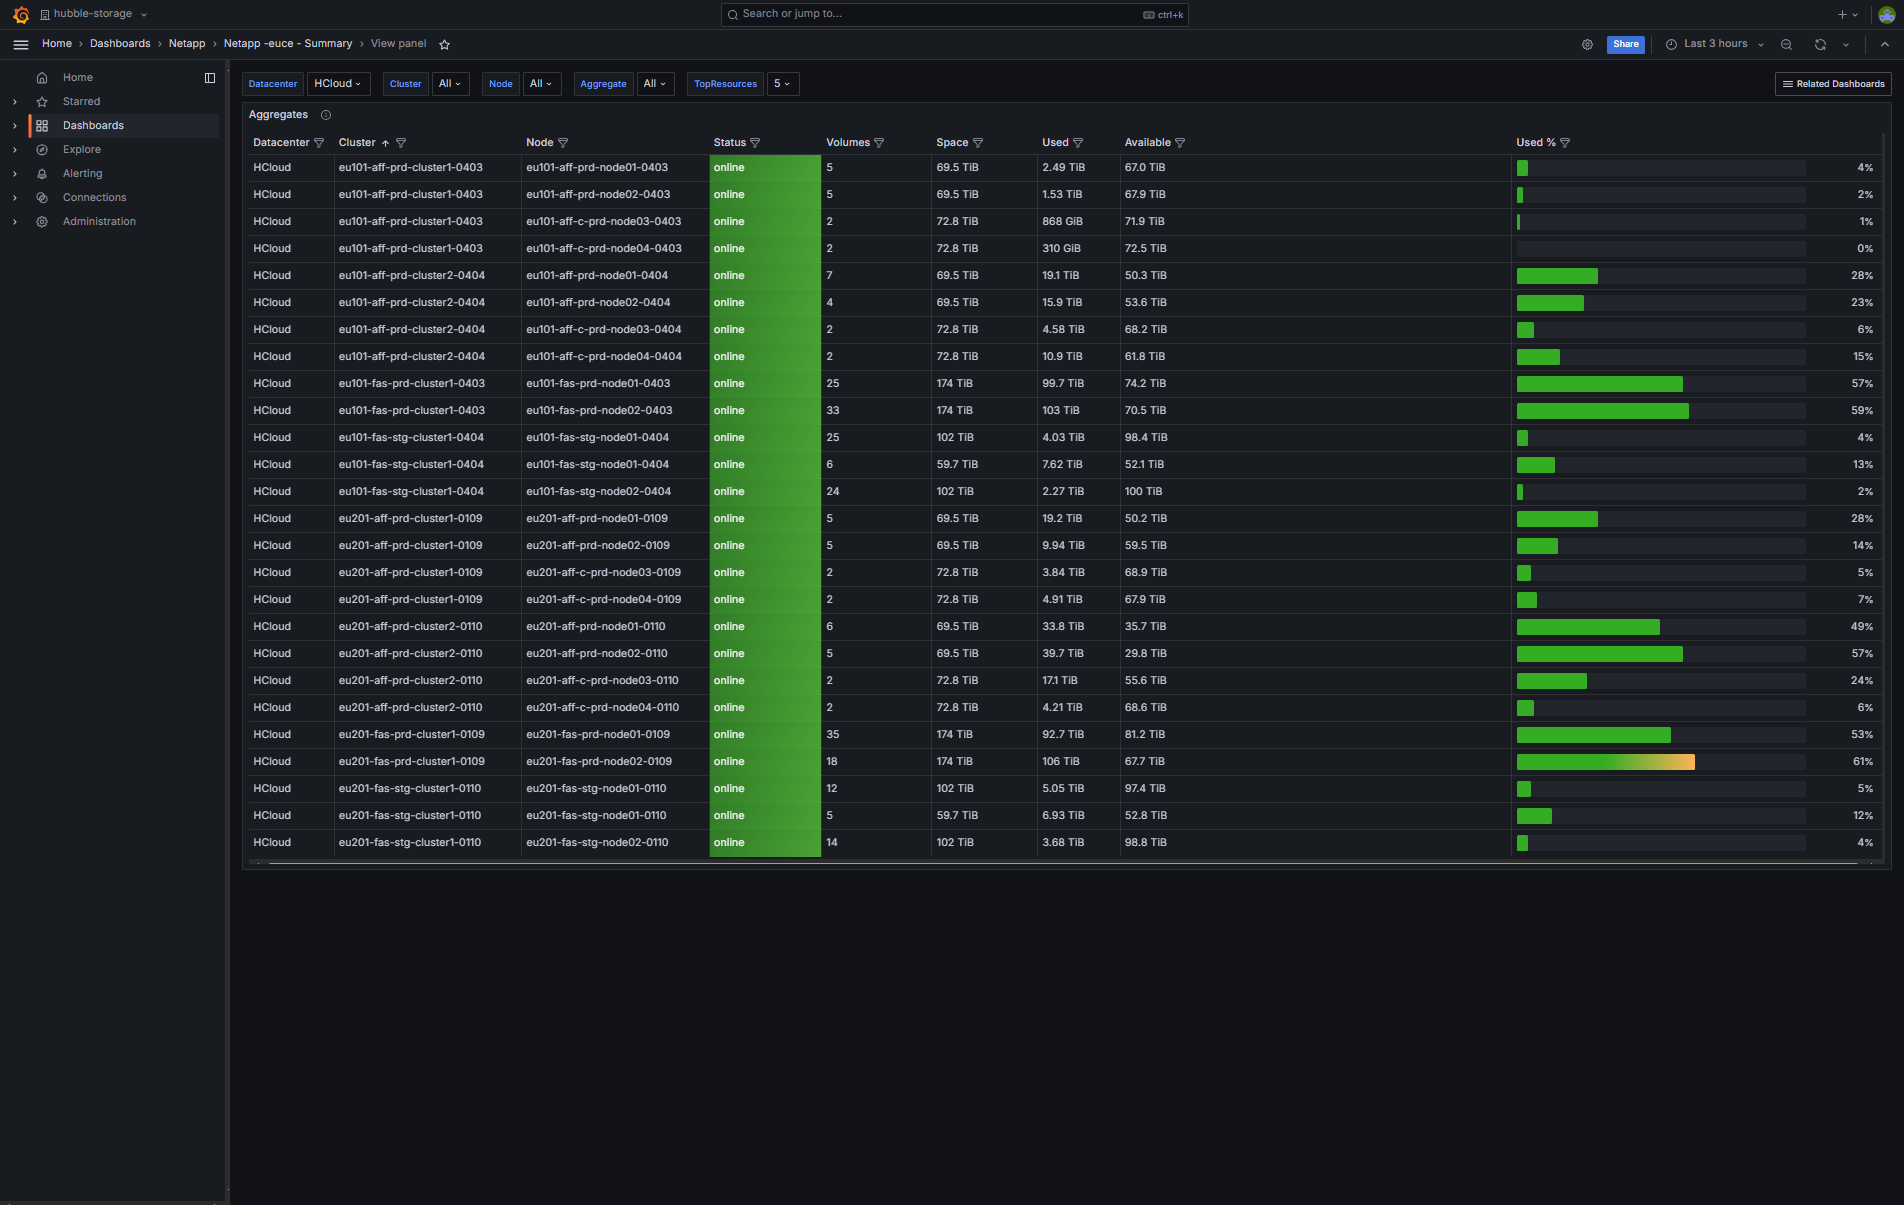 hubble-storage
Search or jump to...
ctrl+k
Home › Dashboards › Netapp › Netapp -euce - Summary › View panel
Share
Last 3 hours
Home
Starred
Dashboards
Explore
Alerting
Connections
Administration
Datacenter HCloud Cluster All Node All Aggregate All TopResources 5
Related Dashboards
Aggregates
Datacenter Cluster Node Status Volumes Space Used Available Used %
HCloud eu101-aff-prd-cluster1-0403 eu101-aff-prd-node01-0403 online 5 69.5 TiB 2.49 TiB 67.0 TiB 4%
HCloud eu101-aff-prd-cluster1-0403 eu101-aff-prd-node02-0403 online 5 69.5 TiB 1.53 TiB 67.9 TiB 2%
HCloud eu101-aff-prd-cluster1-0403 eu101-aff-c-prd-node03-0403 online 2 72.8 TiB 868 GiB 71.9 TiB 1%
HCloud eu101-aff-prd-cluster1-0403 eu101-aff-c-prd-node04-0403 online 2 72.8 TiB 310 GiB 72.5 TiB 0%
HCloud eu101-aff-prd-cluster2-0404 eu101-aff-prd-node01-0404 online 7 69.5 TiB 19.1 TiB 50.3 TiB 28%
HCloud eu101-aff-prd-cluster2-0404 eu101-aff-prd-node02-0404 online 4 69.5 TiB 15.9 TiB 53.6 TiB 23%
HCloud eu101-aff-prd-cluster2-0404 eu101-aff-c-prd-node03-0404 online 2 72.8 TiB 4.58 TiB 68.2 TiB 6%
HCloud eu101-aff-prd-cluster2-0404 eu101-aff-c-prd-node04-0404 online 2 72.8 TiB 10.9 TiB 61.8 TiB 15%
HCloud eu101-fas-prd-cluster1-0403 eu101-fas-prd-node01-0403 online 25 174 TiB 99.7 TiB 74.2 TiB 57%
HCloud eu101-fas-prd-cluster1-0403 eu101-fas-prd-node02-0403 online 33 174 TiB 103 TiB 70.5 TiB 59%
HCloud eu101-fas-stg-cluster1-0404 eu101-fas-stg-node01-0404 online 25 102 TiB 4.03 TiB 98.4 TiB 4%
HCloud eu101-fas-stg-cluster1-0404 eu101-fas-stg-node01-0404 online 6 59.7 TiB 7.62 TiB 52.1 TiB 13%
HCloud eu101-fas-stg-cluster1-0404 eu101-fas-stg-node02-0404 online 24 102 TiB 2.27 TiB 100 TiB 2%
HCloud eu201-aff-prd-cluster1-0109 eu201-aff-prd-node01-0109 online 5 69.5 TiB 19.2 TiB 50.2 TiB 28%
HCloud eu201-aff-prd-cluster1-0109 eu201-aff-prd-node02-0109 online 5 69.5 TiB 9.94 TiB 59.5 TiB 14%
HCloud eu201-aff-prd-cluster1-0109 eu201-aff-c-prd-node03-0109 online 2 72.8 TiB 3.84 TiB 68.9 TiB 5%
HCloud eu201-aff-prd-cluster1-0109 eu201-aff-c-prd-node04-0109 online 2 72.8 TiB 4.91 TiB 67.9 TiB 7%
HCloud eu201-aff-prd-cluster2-0110 eu201-aff-prd-node01-0110 online 6 69.5 TiB 33.8 TiB 35.7 TiB 49%
HCloud eu201-aff-prd-cluster2-0110 eu201-aff-prd-node02-0110 online 5 69.5 TiB 39.7 TiB 29.8 TiB 57%
HCloud eu201-aff-prd-cluster2-0110 eu201-aff-c-prd-node03-0110 online 2 72.8 TiB 17.1 TiB 55.6 TiB 24%
HCloud eu201-aff-prd-cluster2-0110 eu201-aff-c-prd-node04-0110 online 2 72.8 TiB 4.21 TiB 68.6 TiB 6%
HCloud eu201-fas-prd-cluster1-0109 eu201-fas-prd-node01-0109 online 35 174 TiB 92.7 TiB 81.2 TiB 53%
HCloud eu201-fas-prd-cluster1-0109 eu201-fas-prd-node02-0109 online 18 174 TiB 106 TiB 67.7 TiB 61%
HCloud eu201-fas-stg-cluster1-0110 eu201-fas-stg-node01-0110 online 12 102 TiB 5.05 TiB 97.4 TiB 5%
HCloud eu201-fas-stg-cluster1-0110 eu201-fas-stg-node01-0110 online 5 59.7 TiB 6.93 TiB 52.8 TiB 12%
HCloud eu201-fas-stg-cluster1-0110 eu201-fas-stg-node02-0110 online 14 102 TiB 3.68 TiB 98.8 TiB 4%